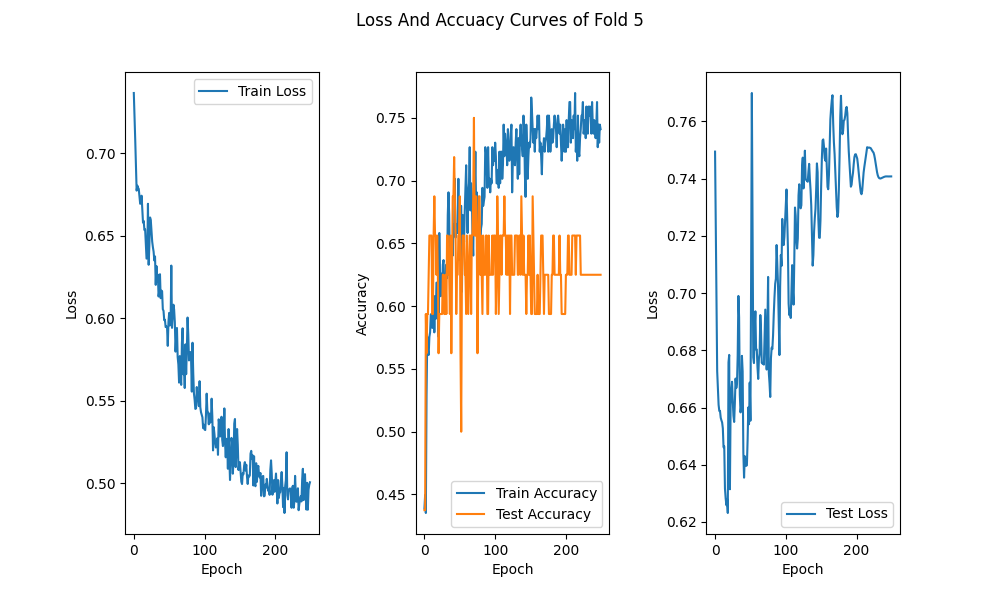 Loss And Accuacy Curves of Fold 5
Loss
0.70
0.65
0.60
0.55
0.50
0
100
200
Epoch
Train Loss
Accuracy
0.75
0.70
0.65
0.60
0.55
0.50
0.45
0
100
200
Epoch
Train Accuracy
Test Accuracy
Loss
0.76
0.74
0.72
0.70
0.68
0.66
0.64
0.62
0
100
200
Epoch
Test Loss